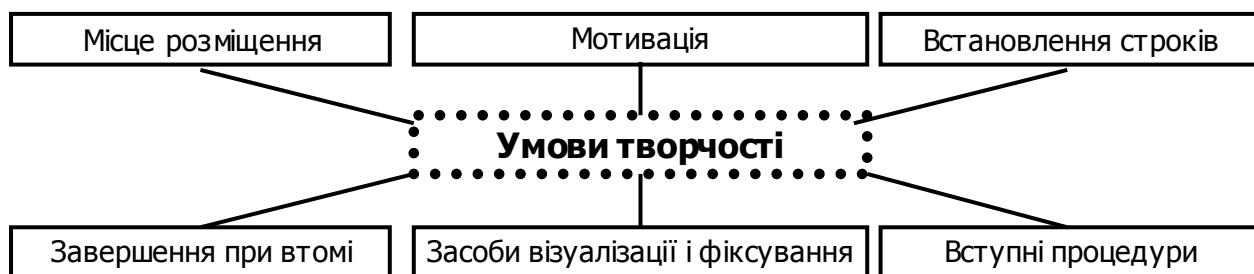 Місце розміщення
Мотивація
Встановлення строків
Умови творчості
Завершення при втомі
Засоби візуалізації і фіксування
Вступні процедури